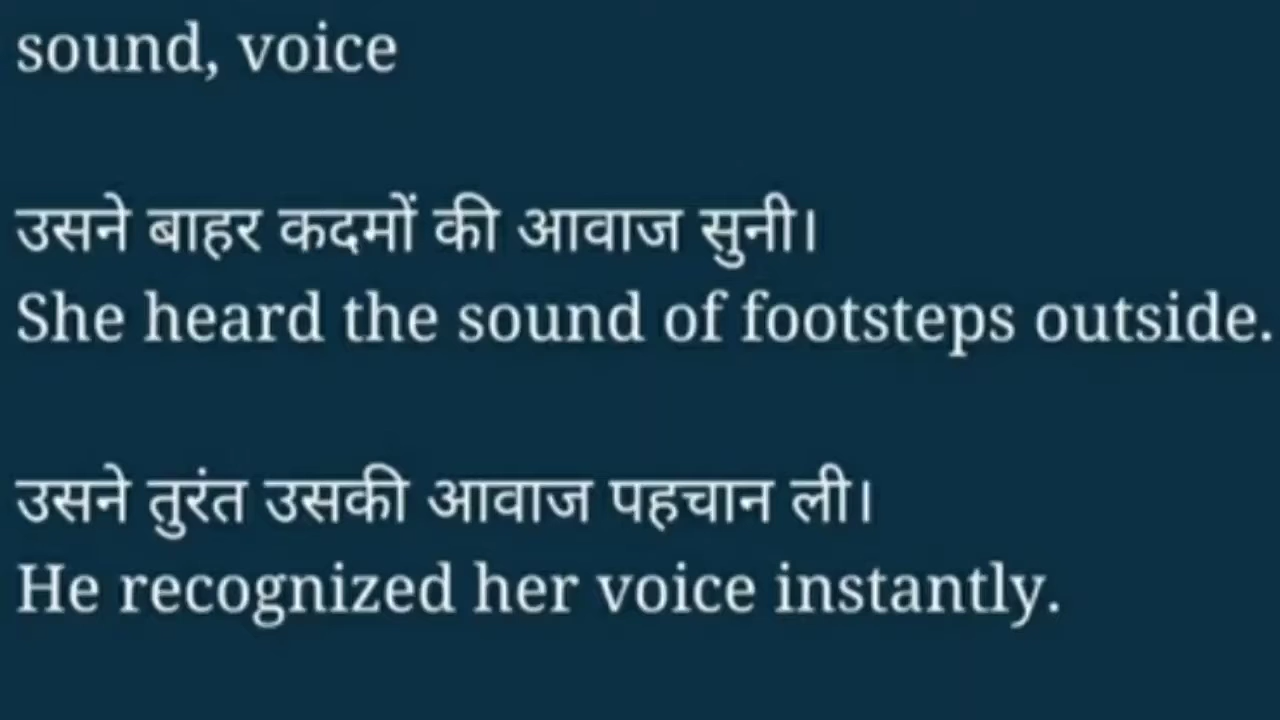 sound, voice
उसने बाहर कदमों की आवाज सुनी।
She heard the sound of footsteps outside.
उसने तुरंत उसकी आवाज पहचान ली।
He recognized her voice instantly.